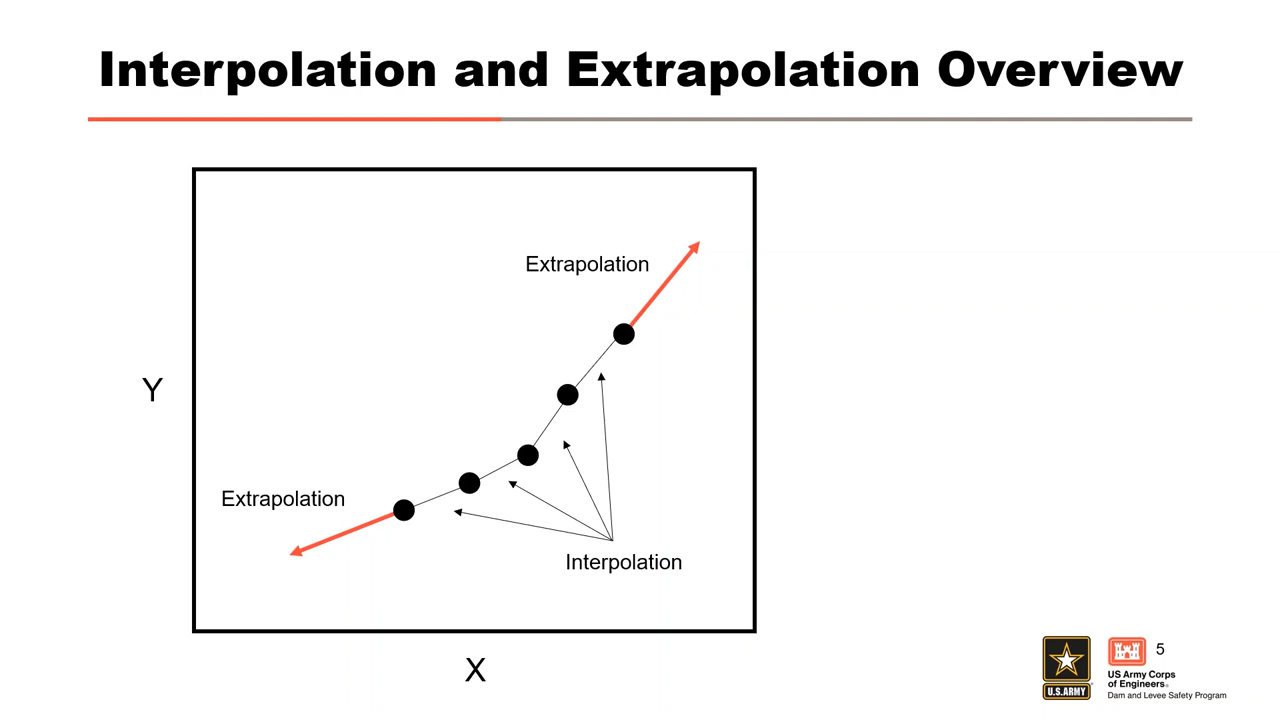 Interpolation and Extrapolation Overview
Extrapolation
Y
Extrapolation
Interpolation
X
5
U.S.ARMY
US Army Corps
of Engineers®
Dam and Levee Safety Program